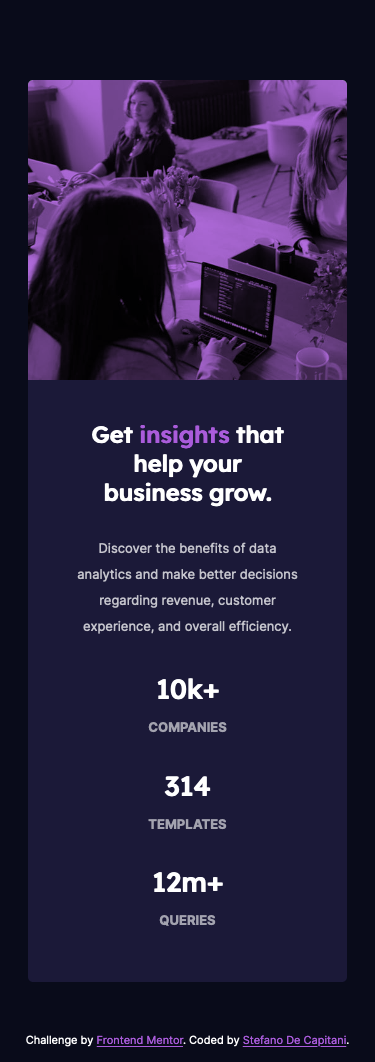 Get insights that
help your
business grow.
Discover the benefits of data
analytics and make better decisions
regarding revenue, customer
experience, and overall efficiency.
10k+
COMPANIES
314
TEMPLATES
12m+
QUERIES
Challenge by Frontend Mentor. Coded by Stefano De Capitani.